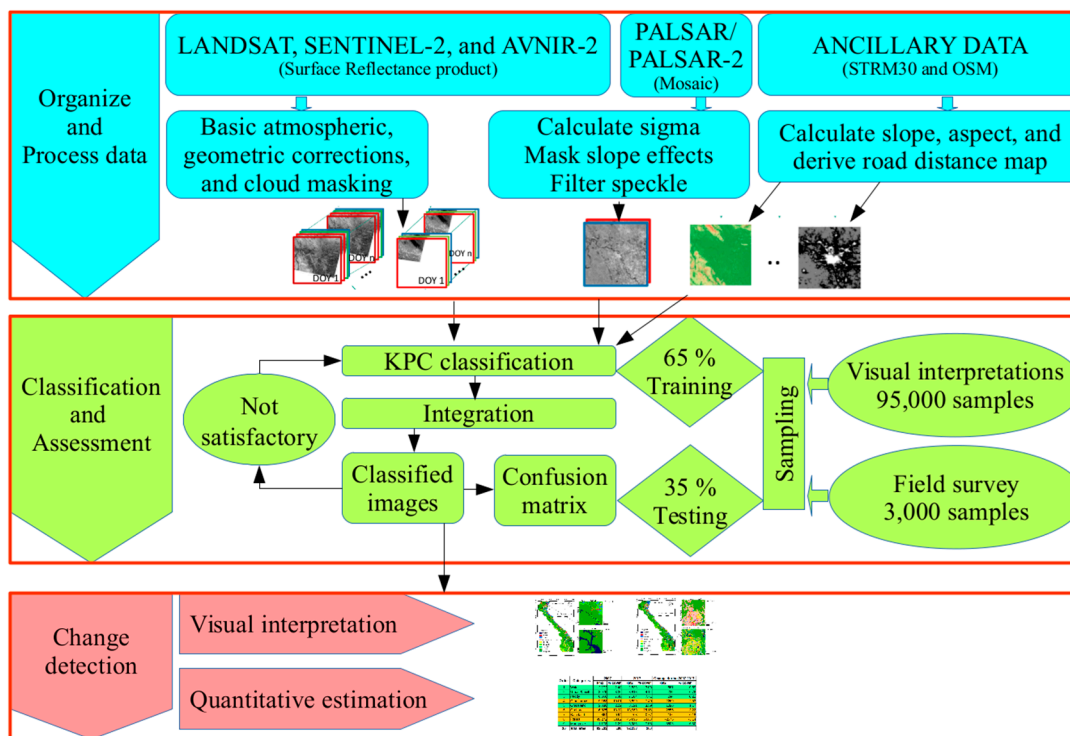 Organize
and
Process data
LANDSAT, SENTINEL-2, and AVNIR-2
(Surface Reflectance product)
PALSAR/
PALSAR-2
(Mosaic)
ANCILLARY DATA
(STRM30 and OSM)
Basic atmospheric,
geometric corrections,
and cloud masking
Calculate sigma
Mask slope effects
Filter speckle
Calculate slope, aspect, and
derive road distance map
DOY 1
DOY n
...
DOY 1
DOY n
...
..
Classification
and
Assessment
Not
satisfactory
KPC classification
Integration
Classified
images
Confusion
matrix
65 %
Training
35 %
Testing
Sampling
Visual interpretations
95,000 samples
Field survey
3,000 samples
Change
detection
Visual interpretation
Quantitative estimation